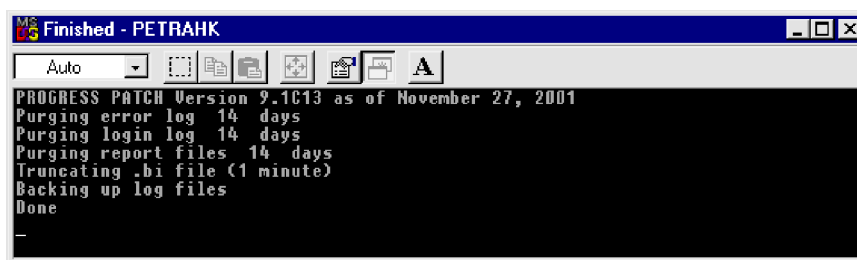 MS
DOS
Finished - PETRAHK
Auto
A
PROGRESS PATCH Version 9.1C13 as of November 27, 2001
Purging error log  14  days
Purging login log  14  days
Purging report files  14  days
Truncating .bi file (1 minute)
Backing up log files
Done
_